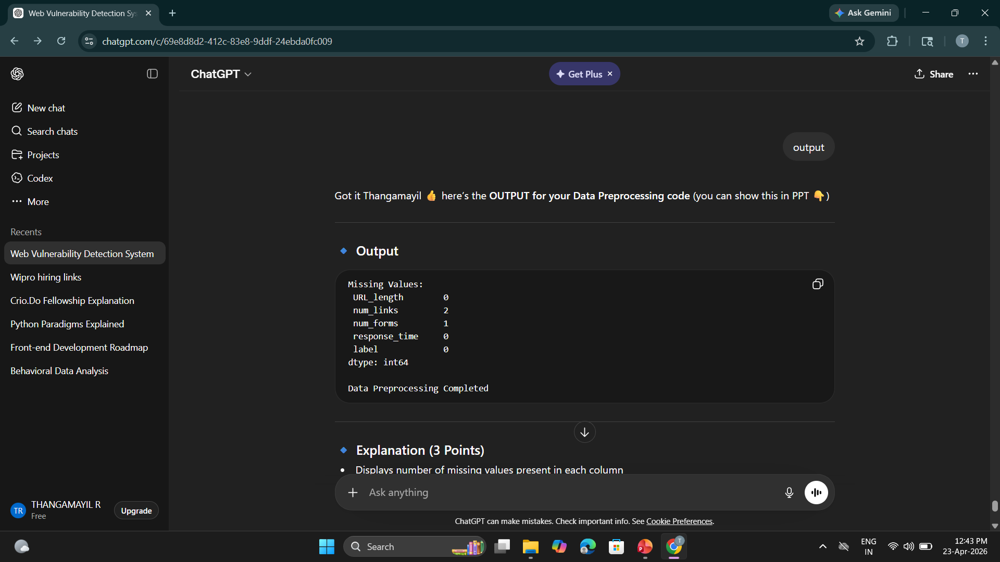 Web Vulnerability Detection Sys
Ask Gemini
chatgpt.com/c/69e8d8d2-412c-83e8-9ddf-24ebda0fc009
T
ChatGPT
Get Plus
Share
New chat
Search chats
Projects
Codex
More
Recents
Web Vulnerability Detection System
Wipro hiring links
Crio.Do Fellowship Explanation
Python Paradigms Explained
Front-end Development Roadmap
Behavioral Data Analysis
TR
THANGAMAYIL R
Free
Upgrade
output
Got it Thangamayil 👍 here's the OUTPUT for your Data Preprocessing code (you can show this in PPT 👇)
Output
Missing Values:
URL_length 0
num_links 2
num_forms 1
response_time 0
label 0
dtype: int64
Data Preprocessing Completed
Explanation (3 Points)
• Displays number of missing values present in each column
Ask anything
ChatGPT can make mistakes. Check important info. See Cookie Preferences.
Search
P
T
ENG
IN
12:43 PM
23-Apr-2026